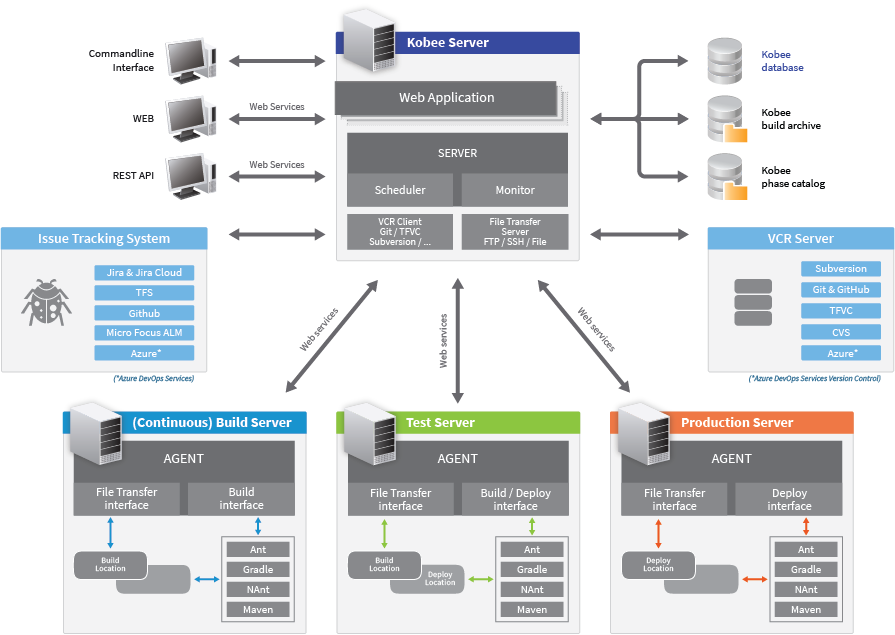 Kobee Server
Commandline
Interface
WEB
Web Services
REST API
Web Services
Web Application
SERVER
Scheduler
Monitor
VCR Client
Git / TFVC
Subversion / ...
File Transfer
Server
FTP / SSH / File
Kobee
database
Kobee
build archive
Kobee
phase catalog
Issue Tracking System
Jira & Jira Cloud
TFS
Github
Micro Focus ALM
Azure*
(*Azure DevOps Services)
VCR Server
Subversion
Git & GitHub
TFVC
CVS
Azure*
(*Azure DevOps Services Version Control)
Web services
Web services
Web services
(Continuous) Build Server
AGENT
File Transfer
interface
Build
interface
Build
Location
Ant
Gradle
NAnt
Maven
Test Server
AGENT
File Transfer
interface
Build / Deploy
interface
Build
Location
Deploy
Location
Ant
Gradle
NAnt
Maven
Production Server
AGENT
File Transfer
interface
Deploy
interface
Deploy
Location
Ant
Gradle
NAnt
Maven